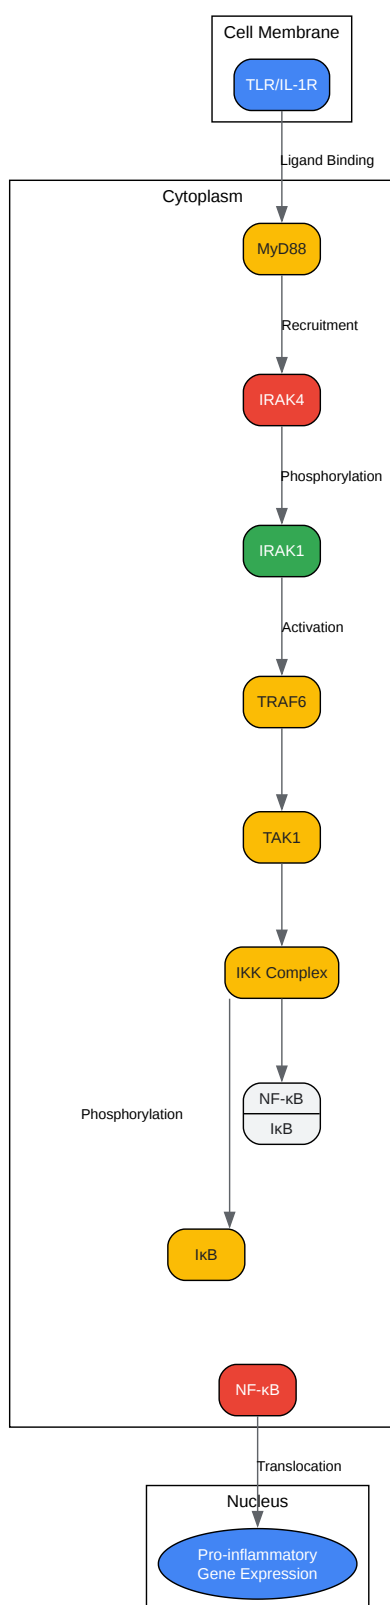 Cell Membrane
TLR/IL-1R
Ligand Binding
Cytoplasm
MyD88
Recruitment
IRAK4
Phosphorylation
IRAK1
Activation
TRAF6
TAK1
IKK Complex
NF-κB
Phosphorylation
IκB
IκB
NF-κB
Translocation
Nucleus
Pro-inflammatory
Gene Expression